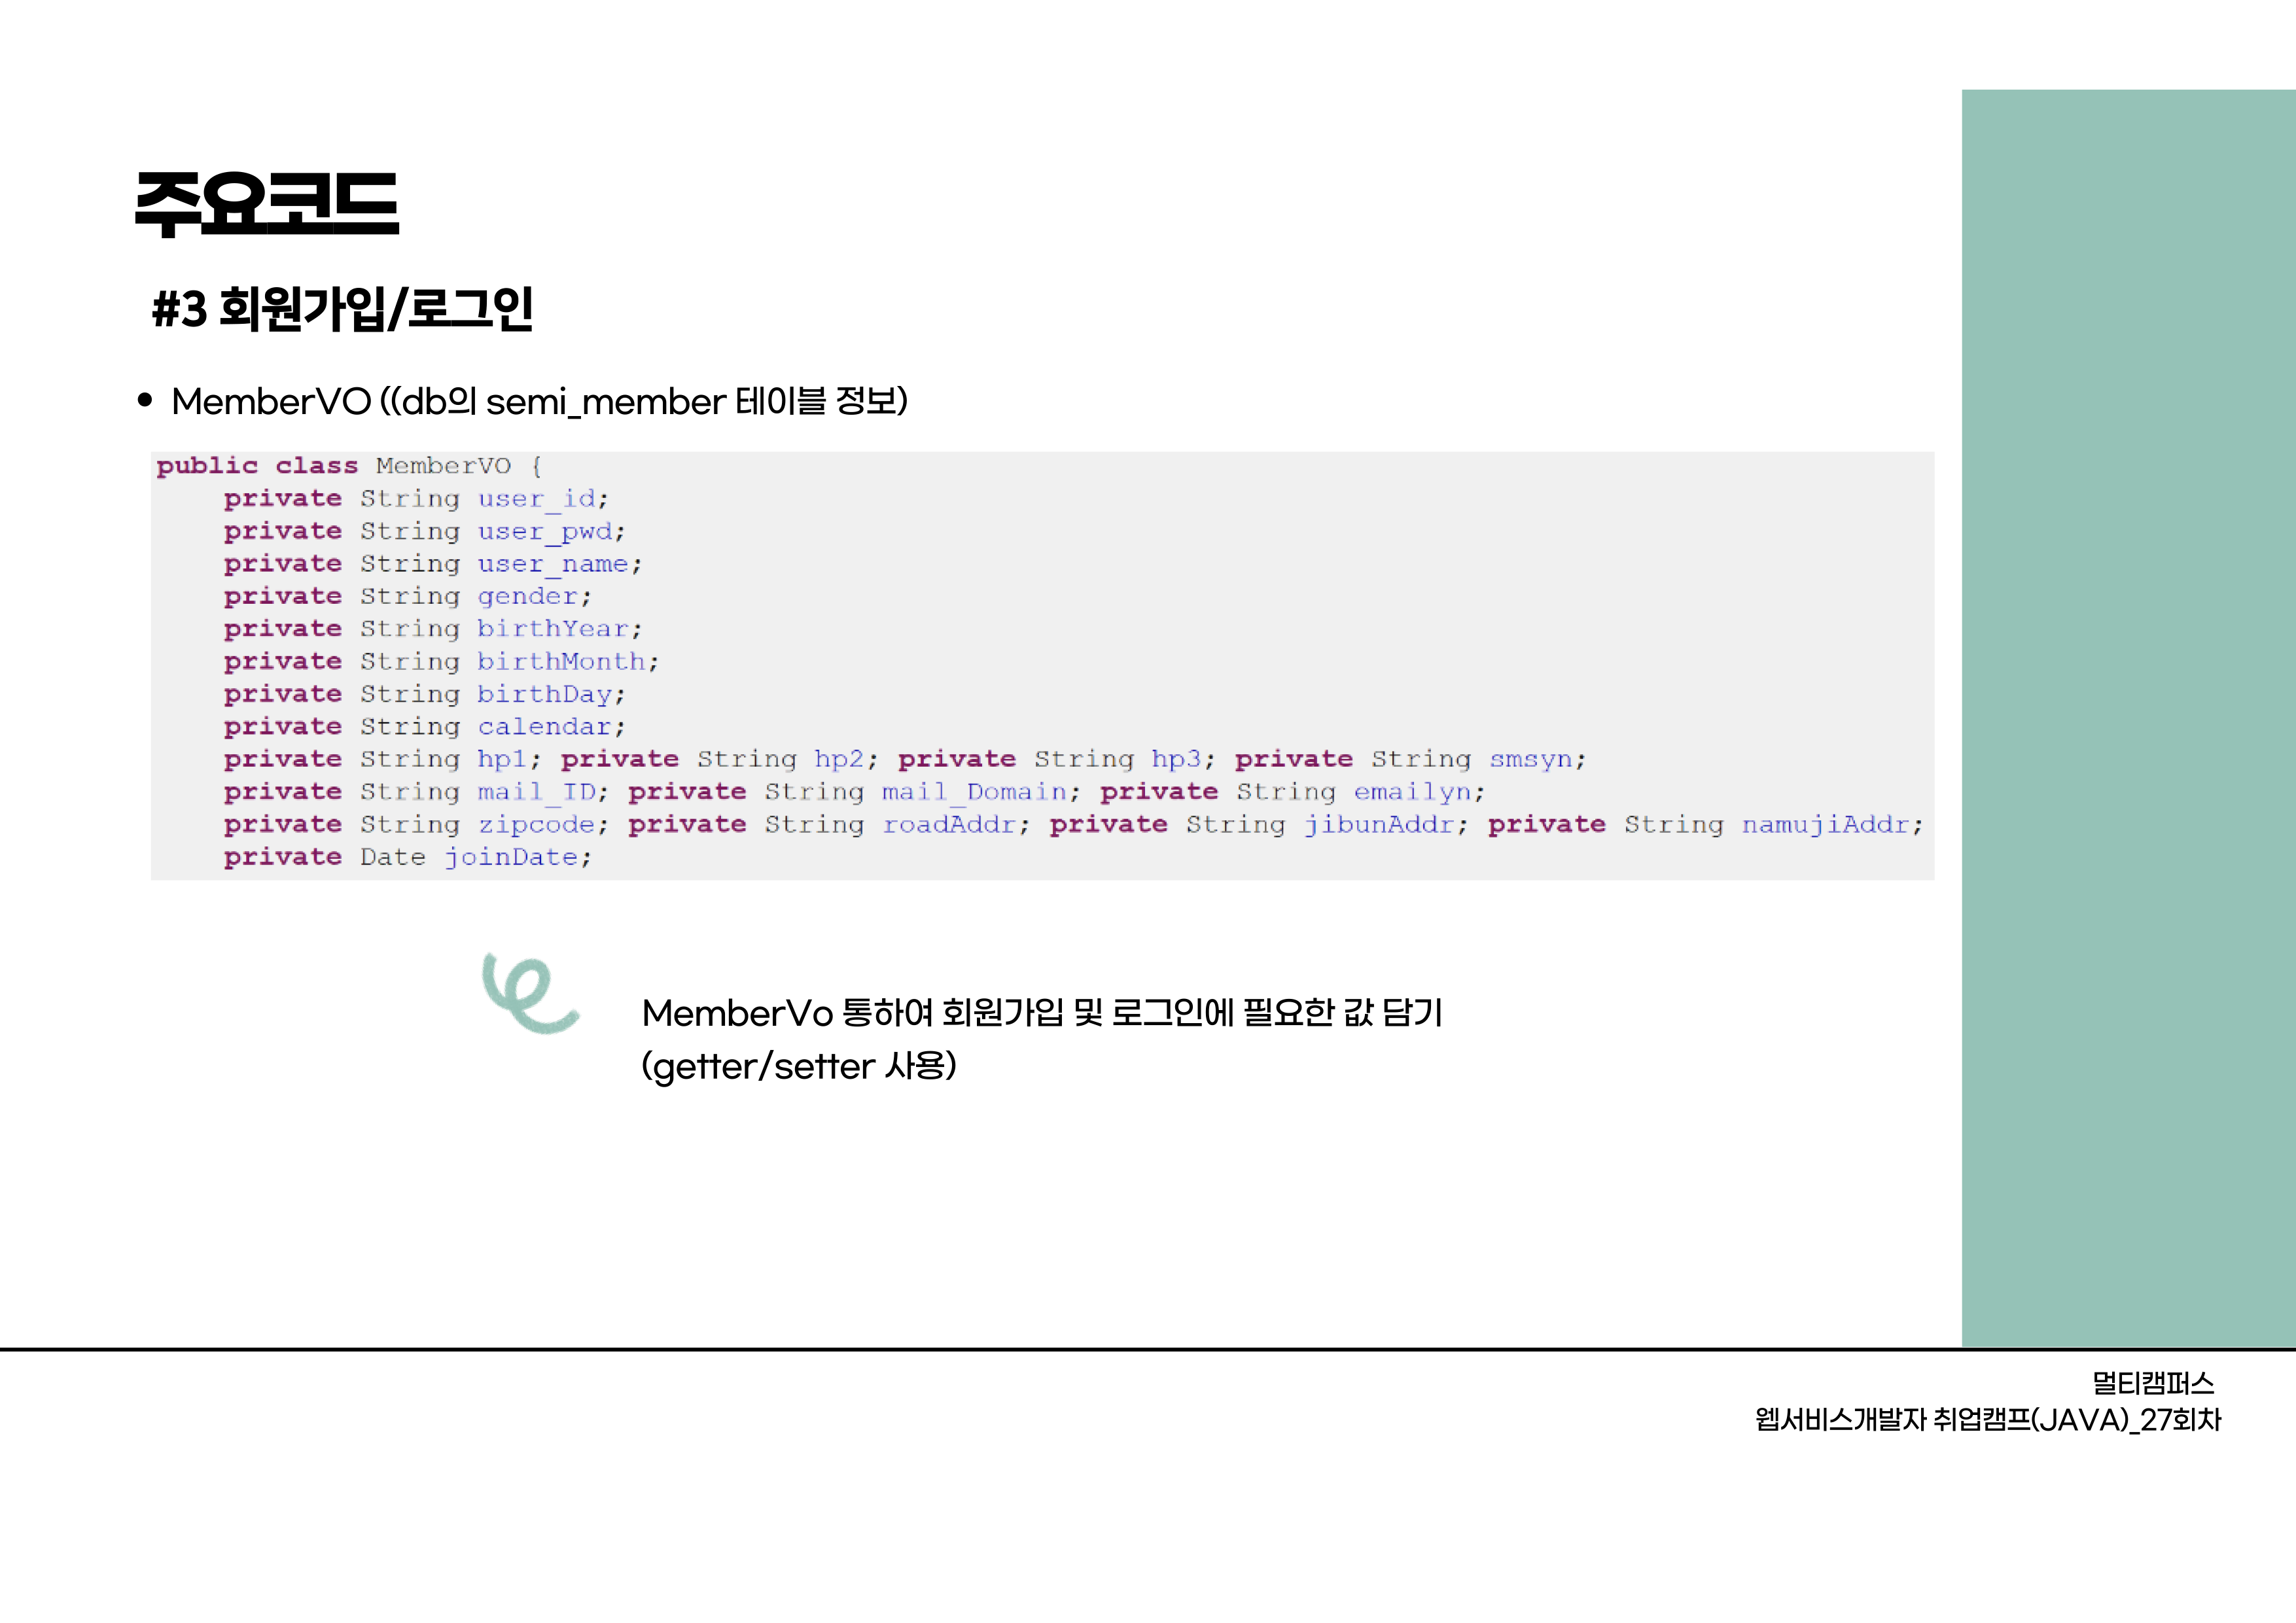 주요코드
#3 회원가입/로그인
• MemberVO ((db의 semi_member 테이블 정보)
public class MemberVO {
private String user_id;
private String user_pwd;
private String user_name;
private String gender;
private String birthYear;
private String birthMonth;
private String birthDay;
private String calendar;
private String hp1; private String hp2; private String hp3; private String smsyn;
private String mail_ID; private String mail_Domain; private String emailyn;
private String zipcode; private String roadAddr; private String jibunAddr; private String namujiAddr;
private Date joinDate;
MemberVo 통하여 회원가입 및 로그인에 필요한 값 담기
(getter/setter 사용)
멀티캠퍼스
웹서비스개발자 취업캠프(JAVA)_27회차